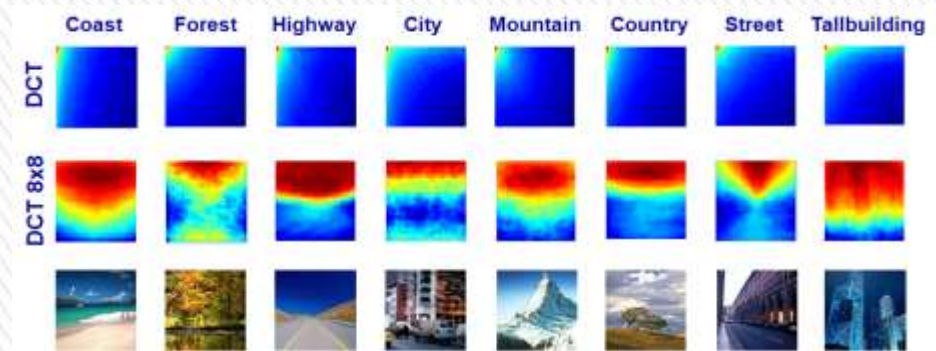 Coast Forest Highway City Mountain Country Street Tallbuilding
DCT
DCT 8x8